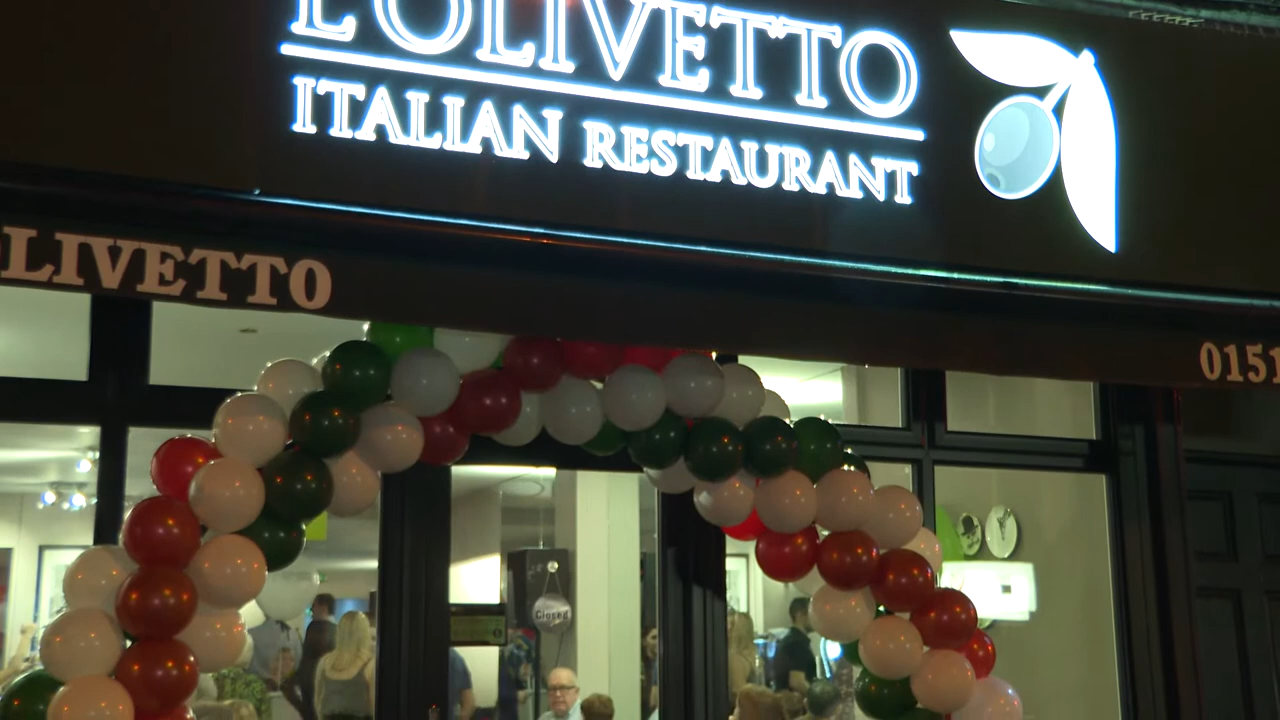 L'OLIVETTO
ITALIAN RESTAURANT
OLIVETTO
0151
Closed